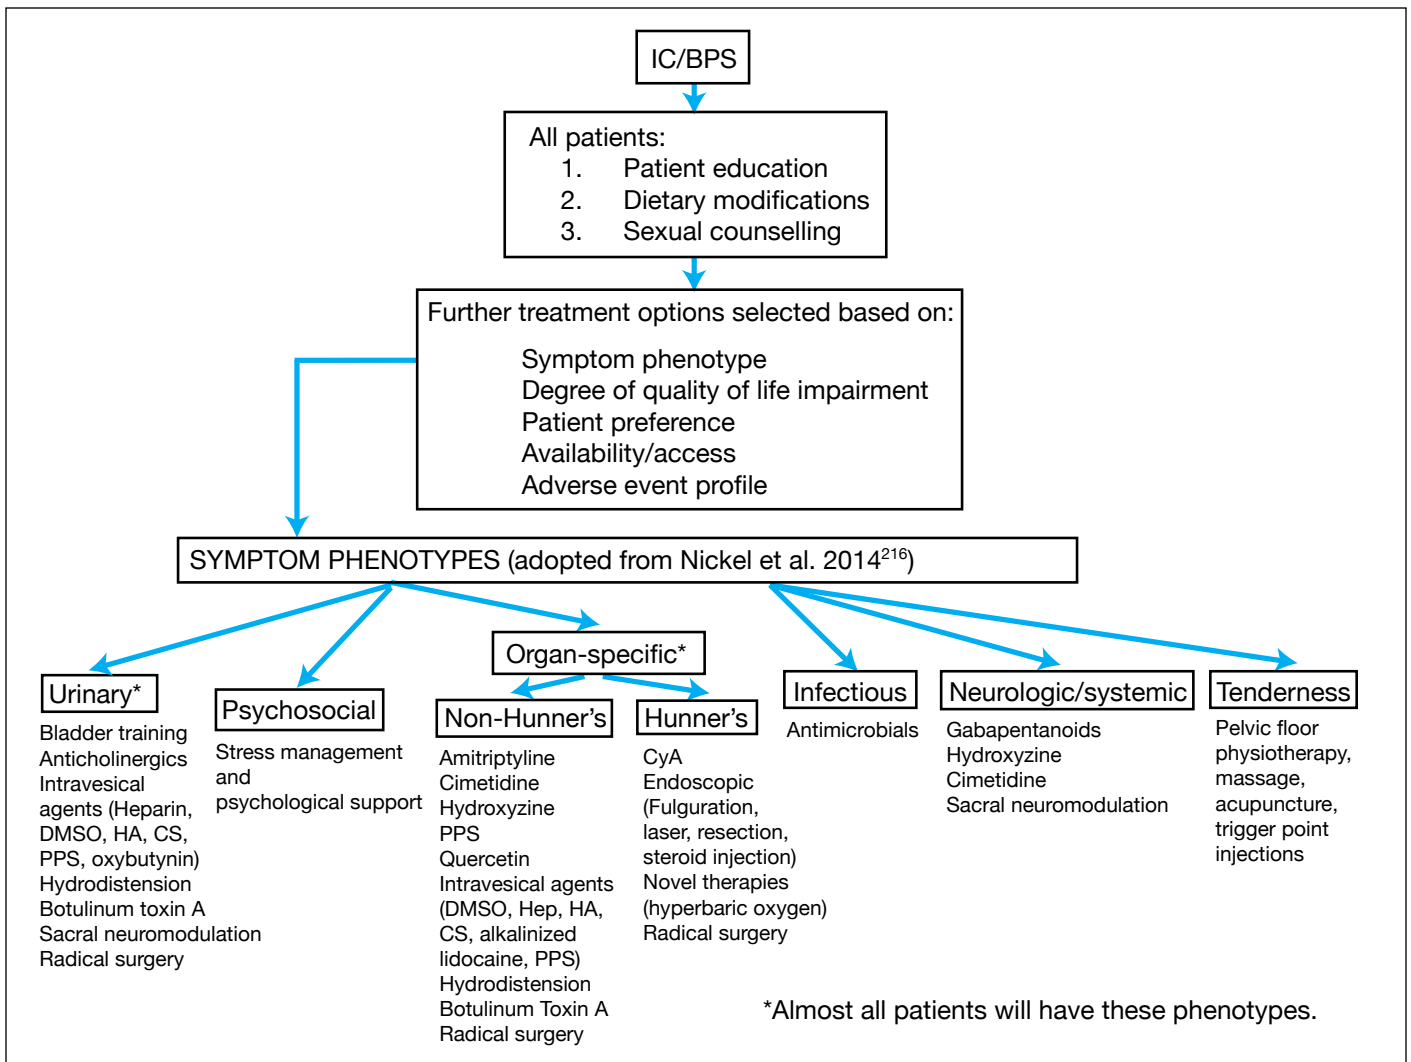 IC/BPS
All patients:
1. Patient education
2. Dietary modifications
3. Sexual counselling
Further treatment options selected based on:
Symptom phenotype
Degree of quality of life impairment
Patient preference
Availability/access
Adverse event profile
SYMPTOM PHENOTYPES (adopted from Nickel et al. 2014216)
Urinary*
Bladder training
Anticholinergics
Intravesical
agents (Heparin,
DMSO, HA, CS,
PPS, oxybutynin)
Hydrodistension
Botulinum toxin A
Sacral neuromodulation
Radical surgery
Psychosocial
Stress management
and
psychological support
Organ-specific*
Non-Hunner’s
Amitriptyline
Cimetidine
Hydroxyzine
PPS
Quercetin
Intravesical agents
(DMSO, Hep, HA,
CS, alkalinized
lidocaine, PPS)
Hydrodistension
Botulinum Toxin A
Radical surgery
Hunner’s
CyA
Endoscopic
(Fulguration,
laser, resection,
steroid injection)
Novel therapies
(hyperbaric oxygen)
Radical surgery
Infectious
Antimicrobials
Neurologic/systemic
Gabapentanoids
Hydroxyzine
Cimetidine
Sacral neuromodulation
Tenderness
Pelvic floor
physiotherapy,
massage,
acupuncture,
trigger point
injections
*Almost all patients will have these phenotypes.